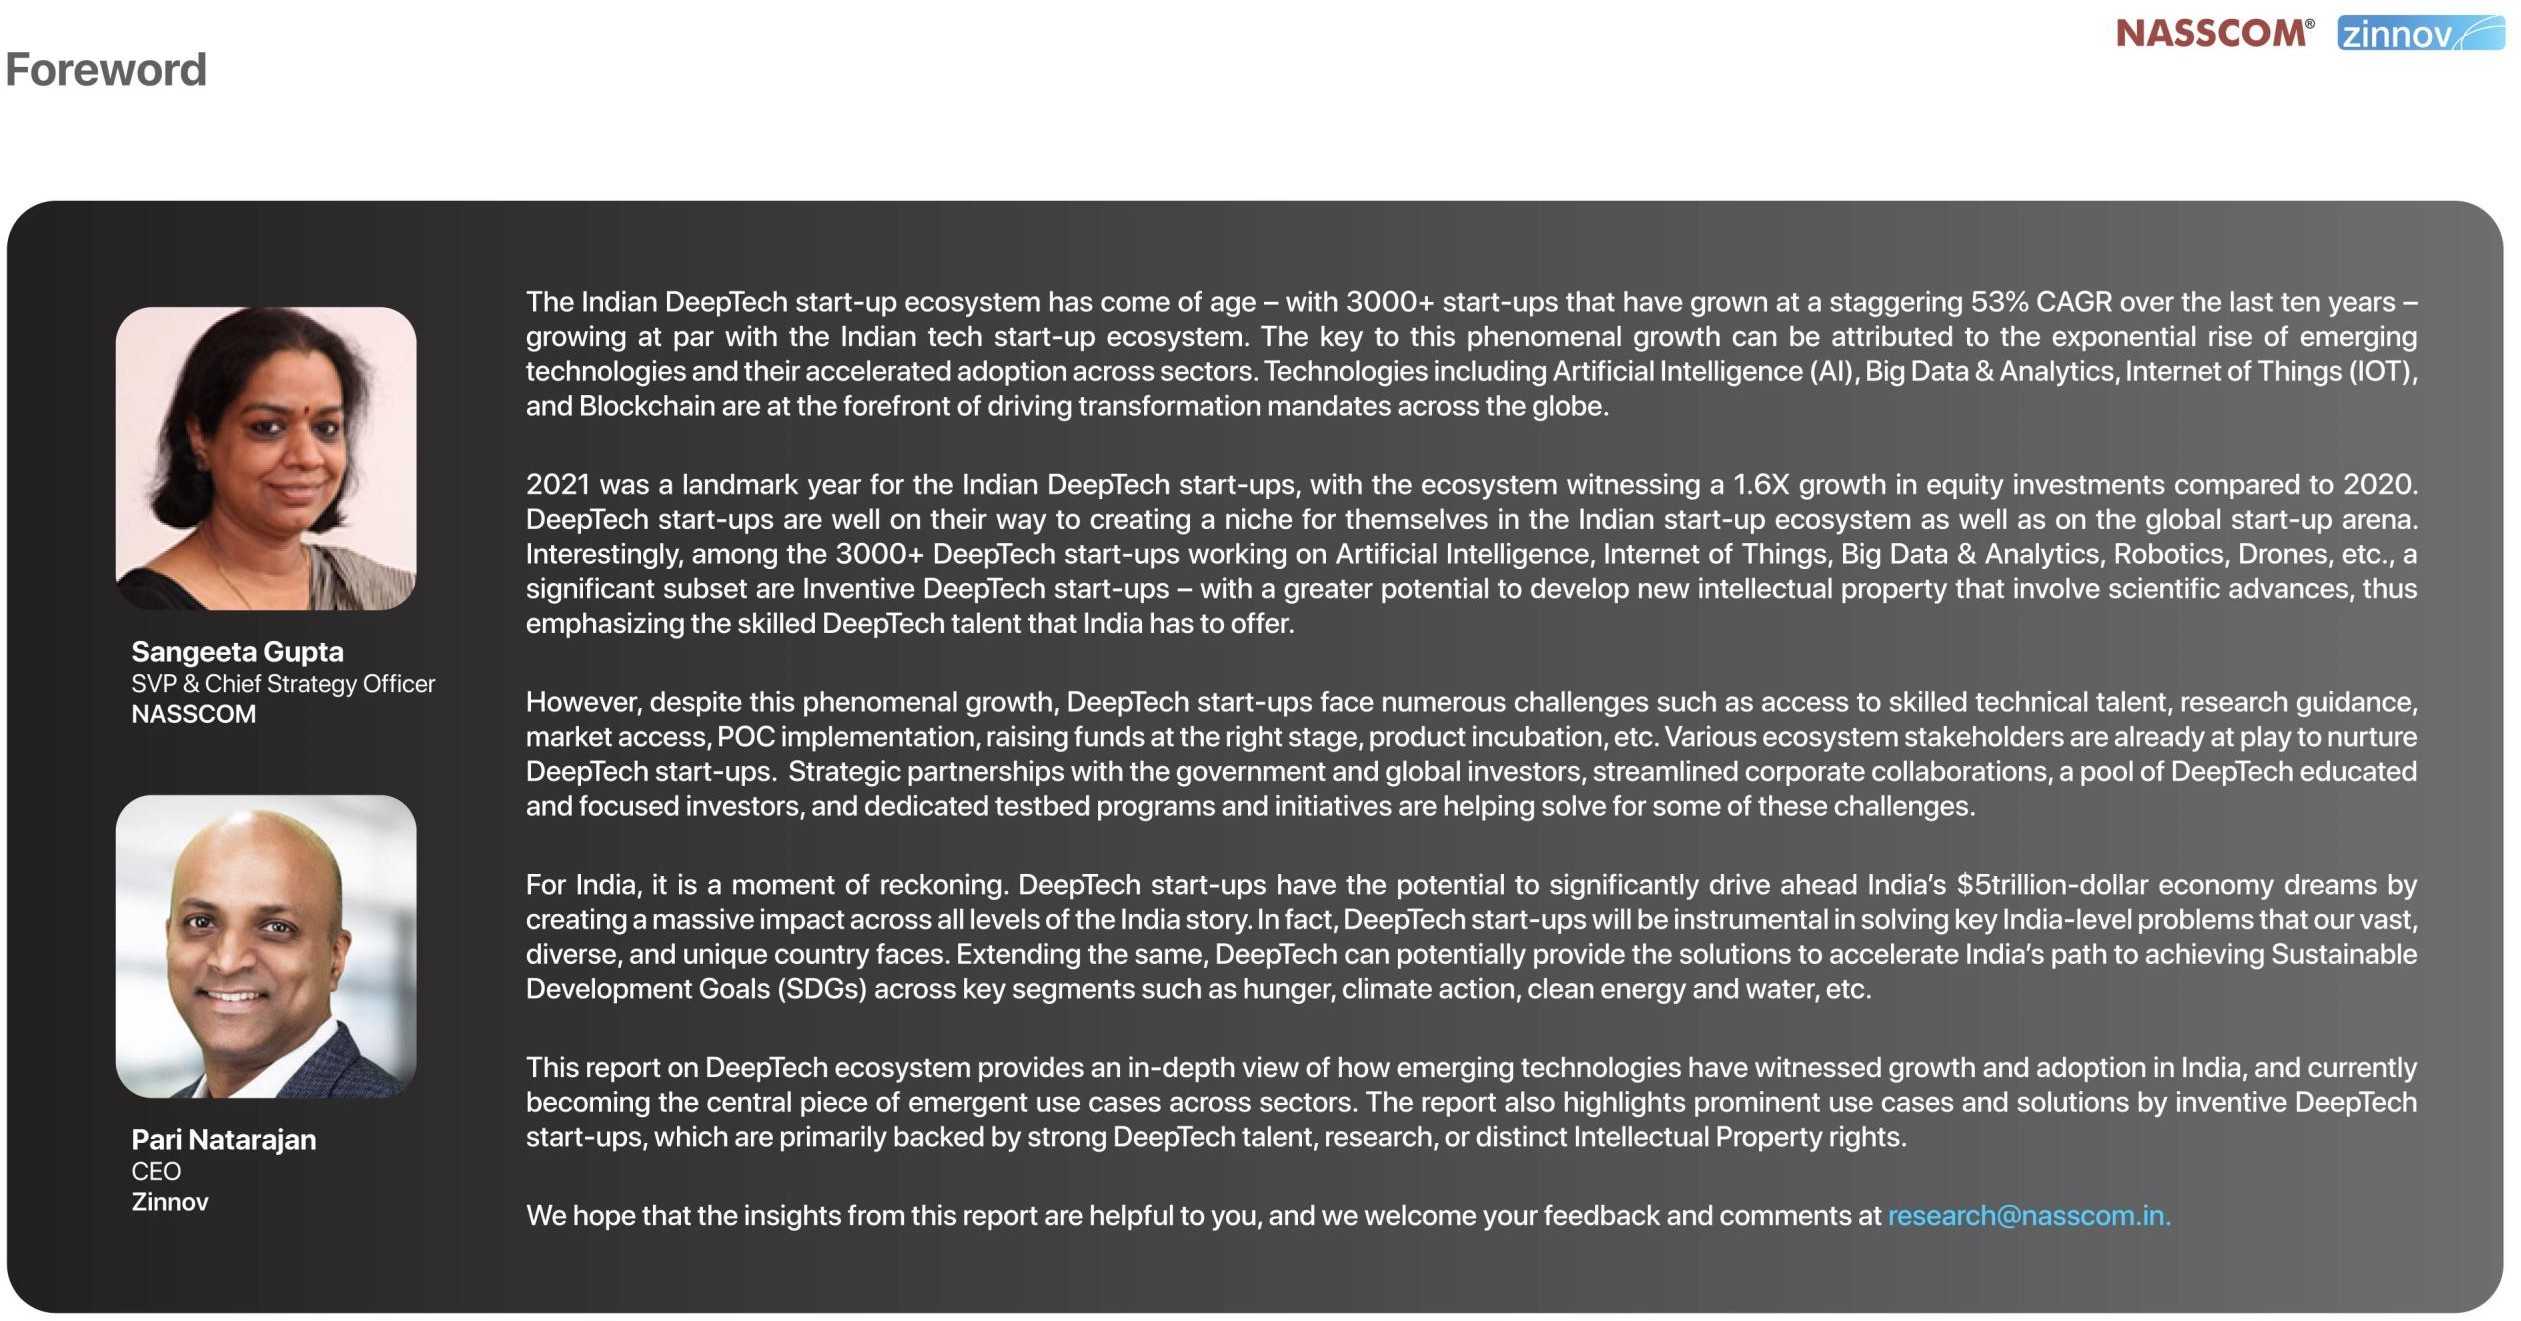 NASSCOM®
zinnov
Foreword
The Indian DeepTech start-up ecosystem has come of age – with 3000+ start-ups that have grown at a staggering 53% CAGR over the last ten years –
growing at par with the Indian tech start-up ecosystem. The key to this phenomenal growth can be attributed to the exponential rise of emerging
technologies and their accelerated adoption across sectors. Technologies including Artificial Intelligence (AI), Big Data & Analytics, Internet of Things (IOT),
and Blockchain are at the forefront of driving transformation mandates across the globe.
2021 was a landmark year for the Indian DeepTech start-ups, with the ecosystem witnessing a 1.6X growth in equity investments compared to 2020.
DeepTech start-ups are well on their way to creating a niche for themselves in the Indian start-up ecosystem as well as on the global start-up arena.
Interestingly, among the 3000+ DeepTech start-ups working on Artificial Intelligence, Internet of Things, Big Data & Analytics, Robotics, Drones, etc., a
significant subset are Inventive DeepTech start-ups – with a greater potential to develop new intellectual property that involve scientific advances, thus
emphasizing the skilled DeepTech talent that India has to offer.
Sangeeta Gupta
SVP & Chief Strategy Officer
NASSCOM
However, despite this phenomenal growth, DeepTech start-ups face numerous challenges such as access to skilled technical talent, research guidance,
market access, POC implementation, raising funds at the right stage, product incubation, etc. Various ecosystem stakeholders are already at play to nurture
DeepTech start-ups. Strategic partnerships with the government and global investors, streamlined corporate collaborations, a pool of DeepTech educated
and focused investors, and dedicated testbed programs and initiatives are helping solve for some of these challenges.
For India, it is a moment of reckoning. DeepTech start-ups have the potential to significantly drive ahead India's $5trillion-dollar economy dreams by
creating a massive impact across all levels of the India story. In fact, DeepTech start-ups will be instrumental in solving key India-level problems that our vast,
diverse, and unique country faces. Extending the same, DeepTech can potentially provide the solutions to accelerate India's path to achieving Sustainable
Development Goals (SDGs) across key segments such as hunger, climate action, clean energy and water, etc.
This report on DeepTech ecosystem provides an in-depth view of how emerging technologies have witnessed growth and adoption in India, and currently
becoming the central piece of emergent use cases across sectors. The report also highlights prominent use cases and solutions by inventive DeepTech
start-ups, which are primarily backed by strong DeepTech talent, research, or distinct Intellectual Property rights.
Pari Natarajan
CEO
Zinnov
We hope that the insights from this report are helpful to you, and we welcome your feedback and comments at research@nasscom.in.